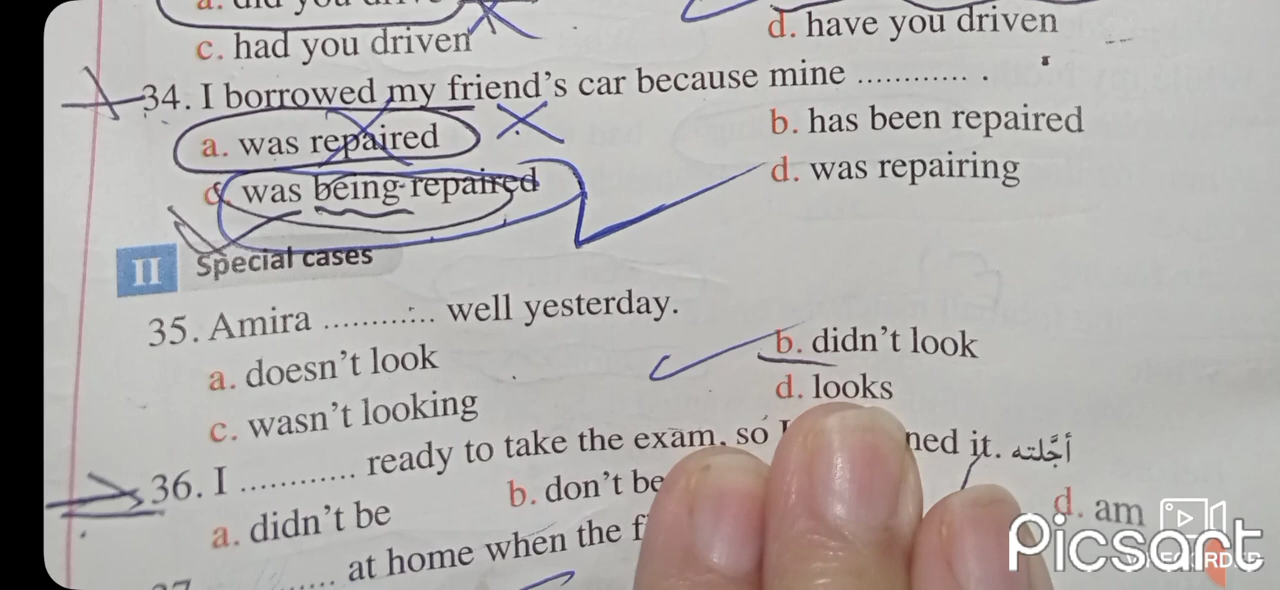 c. had you driven
d. have you driven
34. I borrowed my friend's car because mine ............ .
a. was repaired
b. has been repaired
c. was being repaired
d. was repairing
II Special cases
35. Amira ............ well yesterday.
a. doesn't look
b. didn't look
c. wasn't looking
d. looks
36. I ............ ready to take the exam, so it. أجّلته
a. didn't be
b. don't be
d. am
at home when the
Picsart